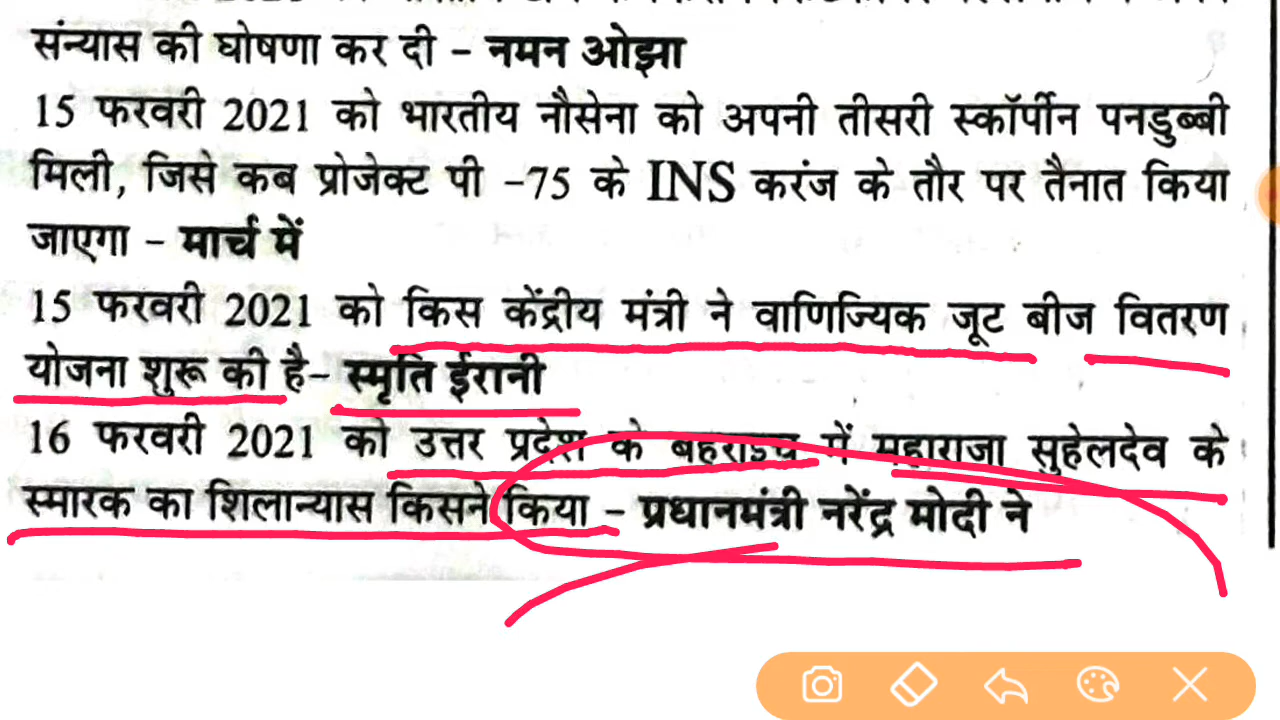 संन्यास की घोषणा कर दी – नमन ओझा
15 फरवरी 2021 को भारतीय नौसेना को अपनी तीसरी स्कॉर्पीन पनडुब्बी
मिली, जिसे कब प्रोजेक्ट पी -75 के INS करंज के तौर पर तैनात किया
जाएगा – मार्च में
15 फरवरी 2021 को किस केंद्रीय मंत्री ने वाणिज्यिक जूट बीज वितरण
योजना शुरू की है– स्मृति ईरानी
16 फरवरी 2021 को उत्तर प्रदेश के बहराइच में महाराजा सुहेलदेव के
स्मारक का शिलान्यास किसने किया – प्रधानमंत्री नरेंद्र मोदी ने